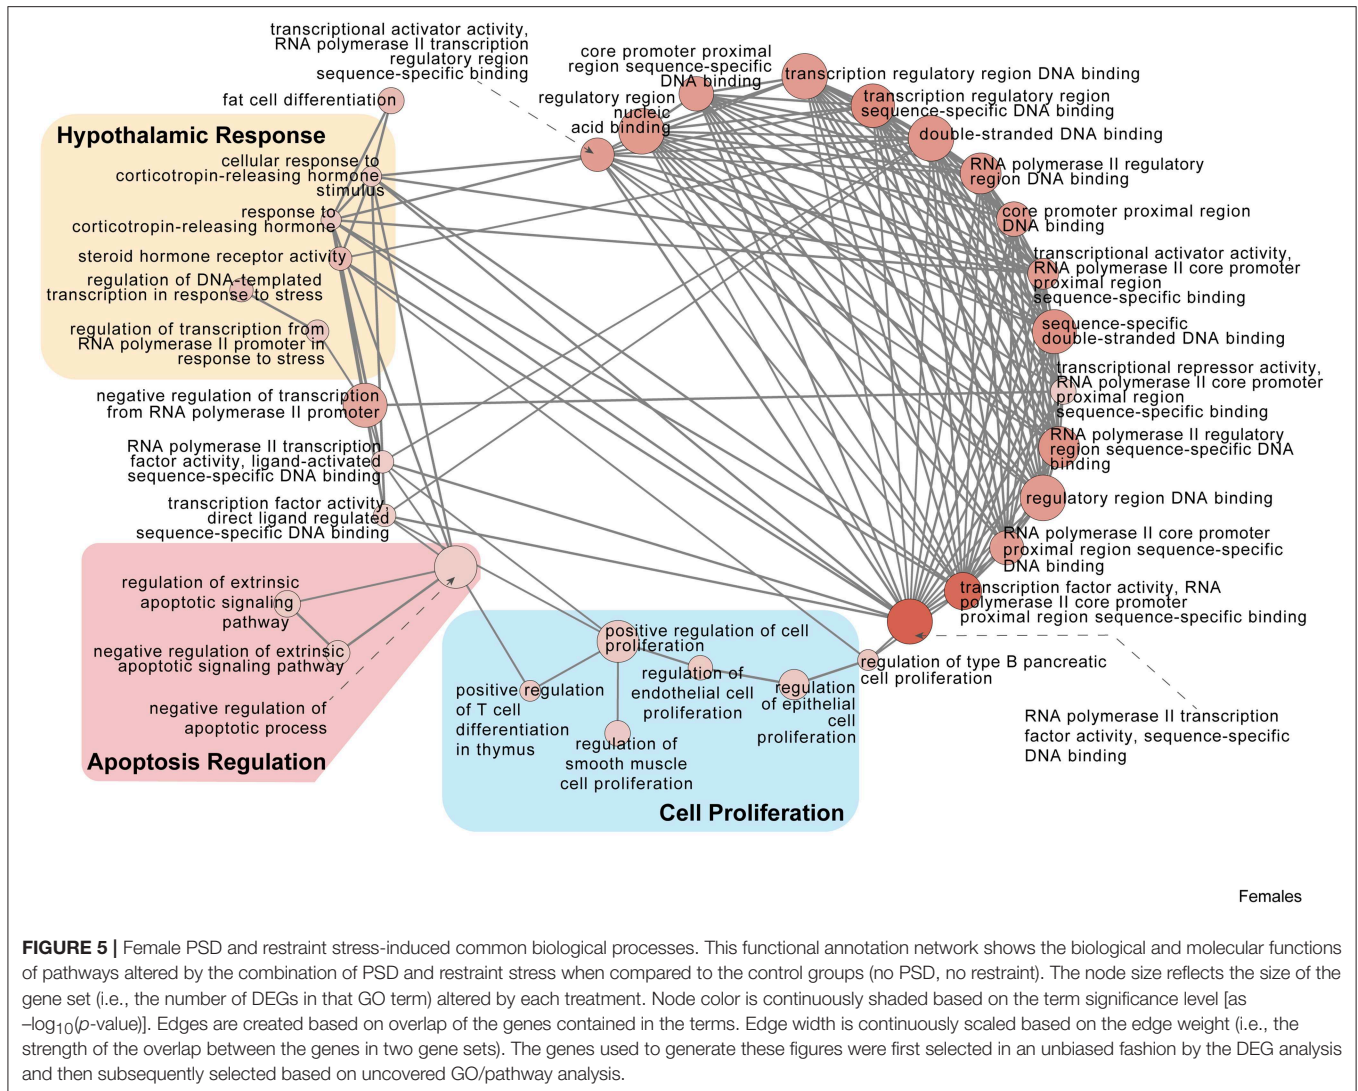 transcriptional activator activity,
RNA polymerase II transcription
regulatory region
sequence-specific binding
fat cell differentiation
Hypothalamic Response
cellular response to
corticotropin-releasing hormone
stimulus
response to
corticotropin-releasing hormone
steroid hormone receptor activity
regulation of DNA-templated
transcription in response to stress
regulation of transcription from
RNA polymerase II promoter in
response to stress
negative regulation of transcription
from RNA polymerase II promoter
RNA polymerase II transcription
factor activity, ligand-activated
sequence-specific DNA binding
transcription factor activity,
direct ligand regulated
sequence-specific DNA binding
regulation of extrinsic
apoptotic signaling
pathway
negative regulation of extrinsic
apoptotic signaling pathway
negative regulation of
apoptotic process
Apoptosis Regulation
core promoter proximal
region sequence-specific
DNA binding
regulatory region
nucleic
acid binding
transcription regulatory region DNA binding
transcription regulatory region
sequence-specific DNA binding
double-stranded DNA binding
RNA polymerase II regulatory
region DNA binding
core promoter proximal region
DNA binding
transcriptional activator activity,
RNA polymerase II core promoter
proximal region
sequence-specific binding
sequence-specific
double-stranded DNA binding
transcriptional repressor activity,
RNA polymerase II core promoter
proximal region
sequence-specific binding
RNA polymerase II regulatory
region sequence-specific DNA
binding
regulatory region DNA binding
RNA polymerase II core promoter
proximal region sequence-specific
DNA binding
transcription factor activity, RNA
polymerase II core promoter
proximal region sequence-specific binding
regulation of type B pancreatic
cell proliferation
RNA polymerase II transcription
factor activity, sequence-specific
DNA binding
positive regulation of cell
proliferation
positive regulation
of T cell
differentiation
in thymus
regulation of
smooth muscle
cell proliferation
regulation of
endothelial cell
proliferation
regulation
of epithelial
cell
proliferation
Cell Proliferation
Females
FIGURE 5 | Female PSD and restraint stress-induced common biological processes. This functional annotation network shows the biological and molecular functions
of pathways altered by the combination of PSD and restraint stress when compared to the control groups (no PSD, no restraint). The node size reflects the size of the
gene set (i.e., the number of DEGs in that GO term) altered by each treatment. Node color is continuously shaded based on the term significance level [as
–log10(p-value)]. Edges are created based on overlap of the genes contained in the terms. Edge width is continuously scaled based on the edge weight (i.e., the
strength of the overlap between the genes in two gene sets). The genes used to generate these figures were first selected in an unbiased fashion by the DEG analysis
and then subsequently selected based on uncovered GO/pathway analysis.